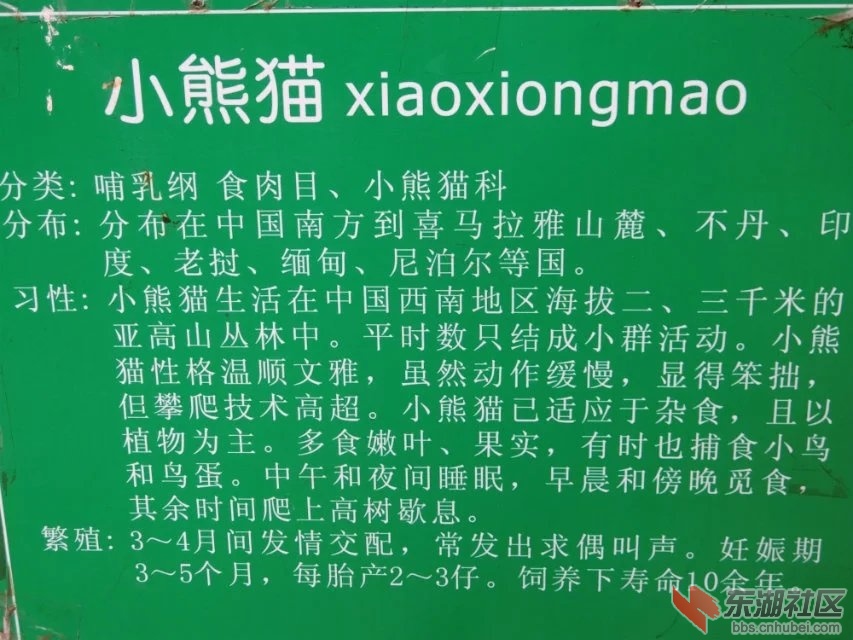 小熊猫 xiaoxiongmao
分类: 哺乳纲 食肉目、小熊猫科
分布: 分布在中国南方到喜马拉雅山麓、不丹、印
度、老挝、缅甸、尼泊尔等国。
习性: 小熊猫生活在中国西南地区海拔二、三千米的
亚高山丛林中。平时数只结成小群活动。小熊
猫性格温顺文雅，虽然动作缓慢，显得笨拙，
但攀爬技术高超。小熊猫已适应于杂食，且以
植物为主。多食嫩叶、果实，有时也捕食小鸟
和鸟蛋。中午和夜间睡眠，早晨和傍晚觅食，
其余时间爬上高树歇息。
繁殖: 3～4月间发情交配，常发出求偶叫声。妊娠期
3～5个月，每胎产2～3仔。饲养下寿命10余年。
东湖社区
bbs.cnhubei.com